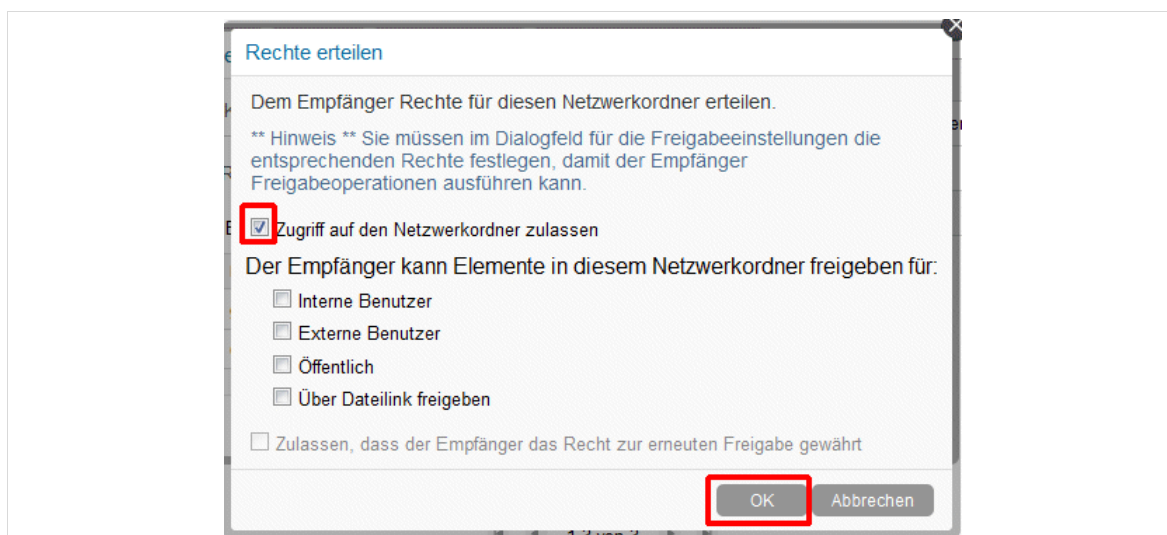 Rechte erteilen
Dem Empfänger Rechte für diesen Netzwerkordner erteilen.
** Hinweis ** Sie müssen im Dialogfeld für die Freigabeeinstellungen die
entsprechenden Rechte festlegen, damit der Empfänger
Freigabeoperationen ausführen kann.
Zugriff auf den Netzwerkordner zulassen
Der Empfänger kann Elemente in diesem Netzwerkordner freigeben für:
Interne Benutzer
Externe Benutzer
Öffentlich
Über Dateilink freigeben
Zulassen, dass der Empfänger das Recht zur erneuten Freigabe gewährt
OK Abbrechen